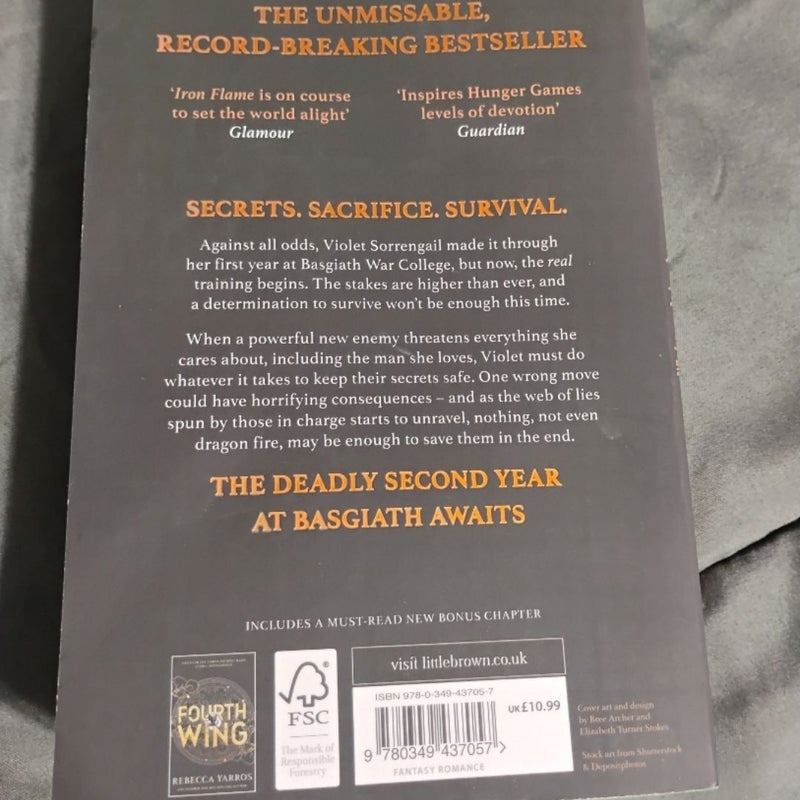 THE UNMISSABLE,
RECORD-BREAKING BESTSELLER
‘Iron Flame is on course
to set the world alight’
Glamour
‘Inspires Hunger Games
levels of devotion’
Guardian
SECRETS. SACRIFICE. SURVIVAL.
Against all odds, Violet Sorrengail made it through
her first year at Basgiath War College, but now, the real
training begins. The stakes are higher than ever, and
a determination to survive won’t be enough this time.
When a powerful new enemy threatens everything she
cares about, including the man she loves, Violet must do
whatever it takes to keep their secrets safe. One wrong move
could have horrifying consequences – and as the web of lies
spun by those in charge starts to unravel, nothing, not even
dragon fire, may be enough to save them in the end.
THE DEADLY SECOND YEAR
AT BASGIATH AWAITS
INCLUDES A MUST-READ NEW BONUS CHAPTER
FOURTH
WING
REBECCA YARROS
FSC
The Mark of
Responsible
Forestry
visit littlebrown.co.uk
ISBN 978-0-349-43705-7
UK £10.99
9 780349 437057 >
FANTASY ROMANCE
Cover art and design
by Bree Archer and
Elizabeth Turner Stokes
Stock art from Shutterstock
& Depositphotos